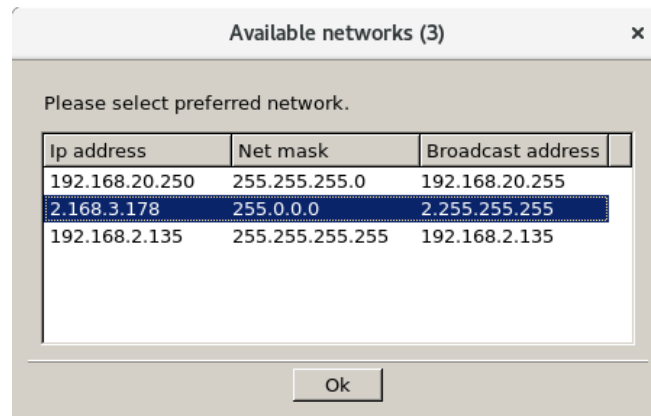 Available networks (3)
Please select preferred network.
Ip address Net mask Broadcast address
192.168.20.250 255.255.255.0 192.168.20.255
2.168.3.178 255.0.0.0 2.255.255.255
192.168.2.135 255.255.255.255 192.168.2.135
Ok